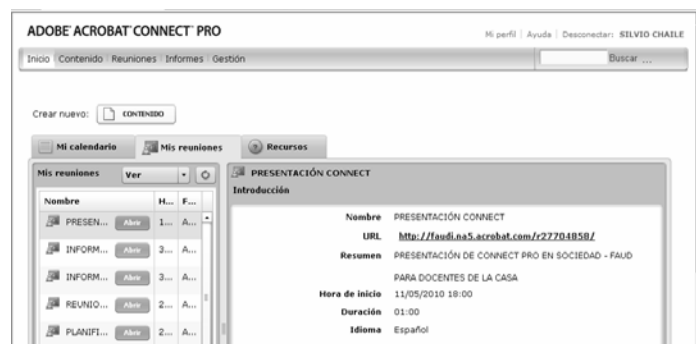 ADOBE® ACROBAT® CONNECT™ PRO
Mi perfil | Ayuda | Desconectar: SILVIO CHAILE
Inicio Contenido Reuniones Informes Gestión
Buscar ...
Crear nuevo: CONTENIDO
Mi calendario Mis reuniones Recursos
Mis reuniones Ver
PRESENTACIÓN CONNECT
Introducción
Nombre H... F...
PRESEN... Abrir 1... A...
INFORM... Abrir 3... A...
INFORM... Abrir 3... A...
REUNIO... Abrir 2... A...
PLANIFI... Abrir 2... A...
Nombre PRESENTACIÓN CONNECT
URL http://faudi.na5.acrobat.com/r27704858/
Resumen PRESENTACIÓN DE CONNECT PRO EN SOCIEDAD - FAUD
PARA DOCENTES DE LA CASA
Hora de inicio 11/05/2010 18:00
Duración 01:00
Idioma Español